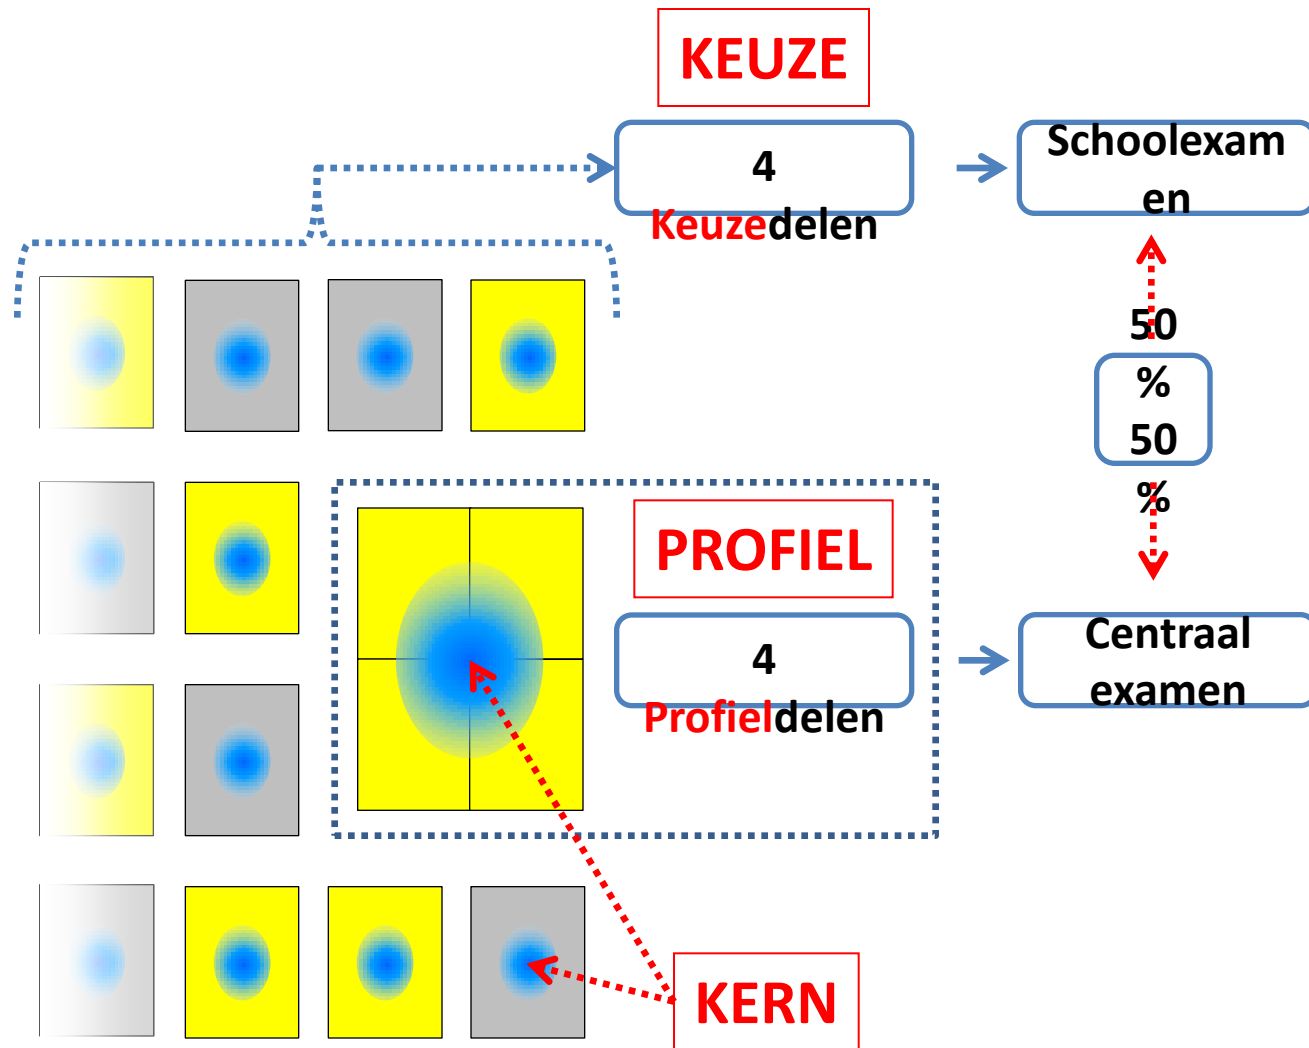 KEUZE
4
Keuzedelen
Schoolexam
en
50
%
50
%
PROFIEL
4
Profieldelen
Centraal
examen
KERN